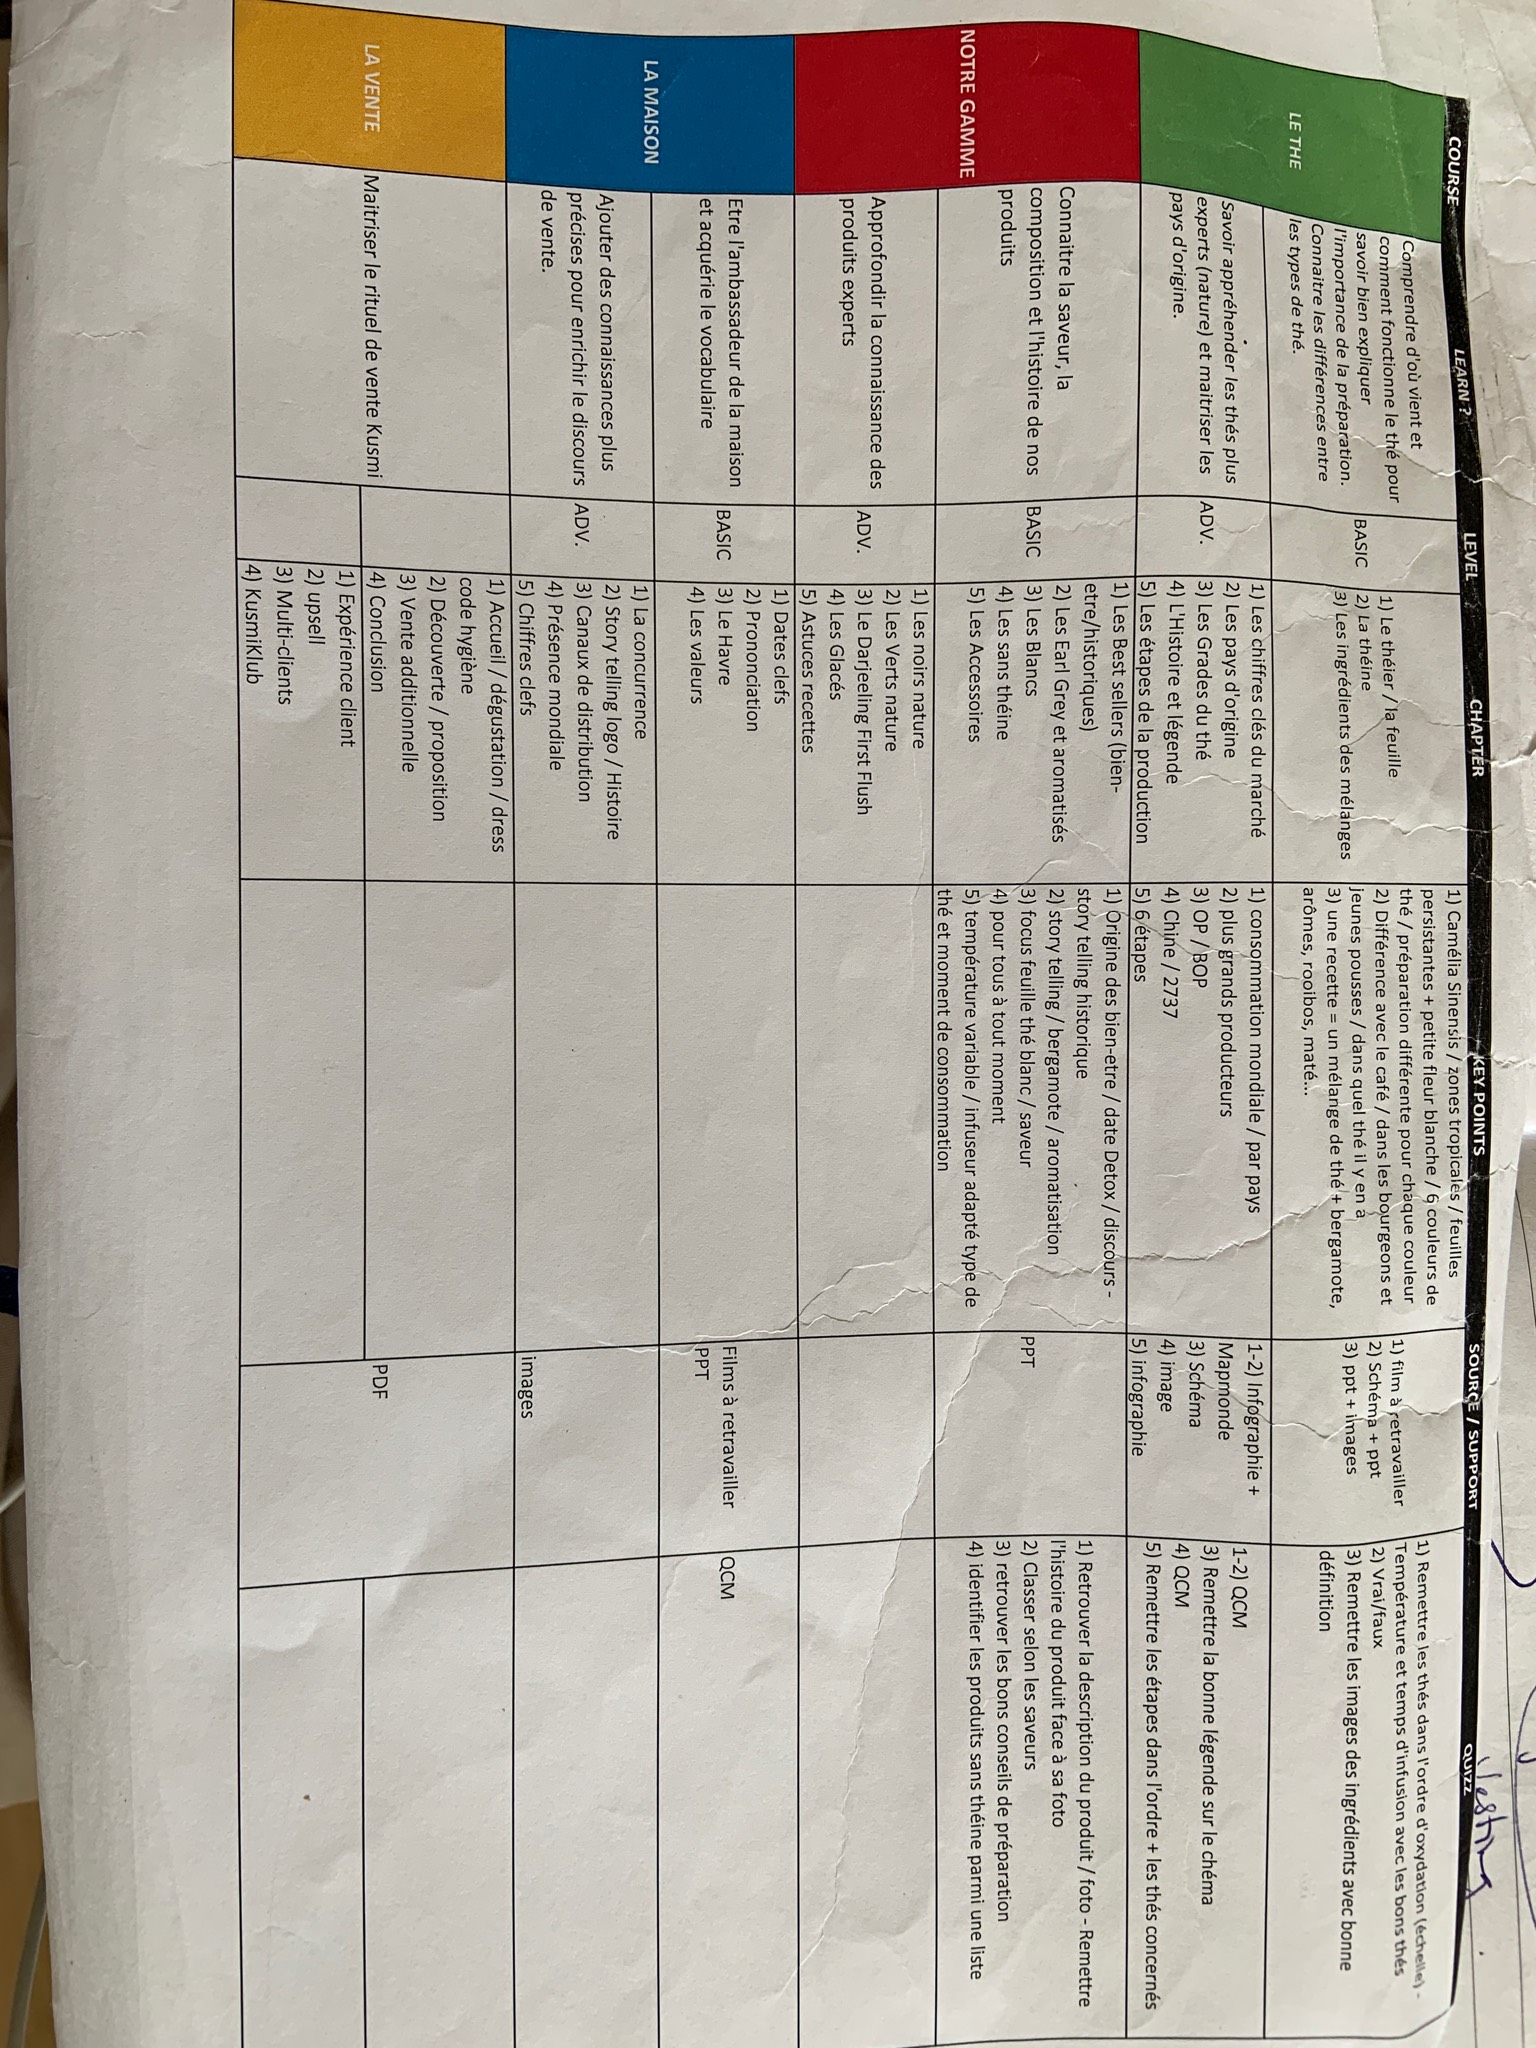 COURSE LEARN ? LEVEL CHAPTER KEY POINTS SOURCE / SUPPORT QUIZZ
Testing
LE THE
Comprendre d'où vient et
comment fonctionne le thé pour
savoir bien expliquer
l'importance de la préparation.
Connaitre les différences entre
les types de thé.
BASIC
1) Le théier / la feuille
2) La théine
3) Les ingrédients des mélanges
1) Camélia Sinensis / zones tropicales / feuilles
persistantes + petite fleur blanche / 6 couleurs de
thé / préparation différente pour chaque couleur
2) Différence avec le café / dans les bourgeons et
jeunes pousses / dans quel thé il y en a
3) une recette = un mélange de thé + bergamote,
arômes, rooibos, maté...
1) film à retravailler
2) Schéma + ppt
3) ppt + images
1) Remettre les thés dans l'ordre d'oxydation (échelle) -
Température et temps d'infusion avec les bons thés
2) Vrai/faux
3) Remettre les images des ingrédients avec bonne
définition
Savoir appréhender les thés plus
experts (nature) et maitriser les
pays d'origine.
ADV.
1) Les chiffres clés du marché
2) Les pays d'origine
3) Les Grades du thé
4) L'Histoire et légende
5) Les étapes de la production
1) consommation mondiale / par pays
2) plus grands producteurs
3) OP / BOP
4) Chine / 2737
5) 6 étapes
1-2) Infographie +
Mapmonde
3) Schéma
4) image
5) infographie
1-2) QCM
3) Remettre la bonne légende sur le chéma
4) QCM
5) Remettre les étapes dans l'ordre + les thés concernés
NOTRE GAMME
Connaitre la saveur, la
composition et l'histoire de nos
produits
BASIC
1) Les Best sellers (bien-
etre/historiques)
2) Les Earl Grey et aromatisés
3) Les Blancs
4) Les sans théine
5) Les Accessoires
1) Origine des bien-etre / date Detox / discours -
story telling historique
2) story telling / bergamote / aromatisation
3) focus feuille thé blanc / saveur
4) pour tous à tout moment
5) température variable / infuseur adapté type de
thé et moment de consommation
PPT
1) Retrouver la description du produit / foto - Remettre
l'histoire du produit face à sa foto
2) Classer selon les saveurs
3) retrouver les bons conseils de préparation
4) identifier les produits sans théine parmi une liste
Approfondir la connaissance des
produits experts
ADV.
1) Les noirs nature
2) Les Verts nature
3) Le Darjeeling First Flush
4) Les Glacés
5) Astuces recettes
LA MAISON
Etre l'ambassadeur de la maison
et acquérie le vocabulaire
BASIC
1) Dates clefs
2) Prononciation
3) Le Havre
4) Les valeurs
Films à retravailler
PPT
QCM
Ajouter des connaissances plus
précises pour enrichir le discours
de vente.
ADV.
1) La concurrence
2) Story telling logo / Histoire
3) Canaux de distribution
4) Présence mondiale
5) Chiffres clefs
images
LA VENTE
Maitriser le rituel de vente Kusmi
1) Accueil / dégustation / dress
code hygiène
2) Découverte / proposition
3) Vente additionnelle
4) Conclusion
PDF
1) Expérience client
2) upsell
3) Multi-clients
4) KusmiKlub